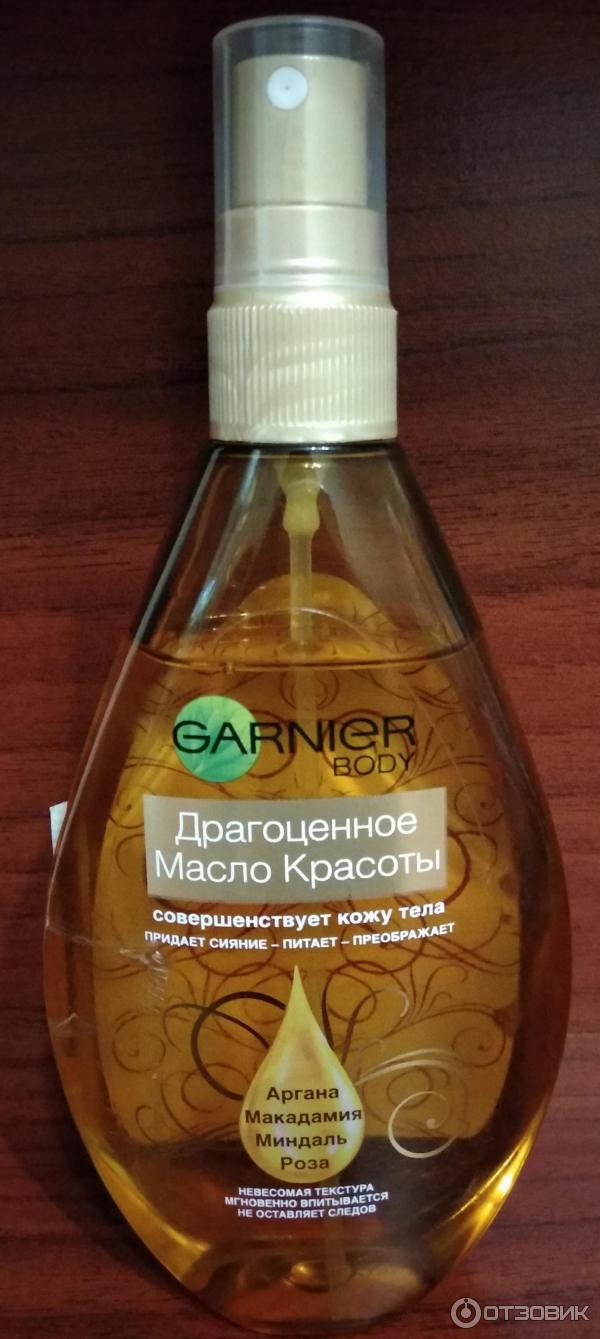 GARNIER
BODY
Драгоценное
Масло Красоты
совершенствует кожу тела
ПРИДАЕТ СИЯНИЕ – ПИТАЕТ – ПРЕОБРАЖАЕТ
Аргана
Макадамия
Миндаль
Роза
НЕВЕСОМАЯ ТЕКСТУРА
МГНОВЕННО ВПИТЫВАЕТСЯ
НЕ ОСТАВЛЯЕТ СЛЕДОВ
ОТЗОВИК